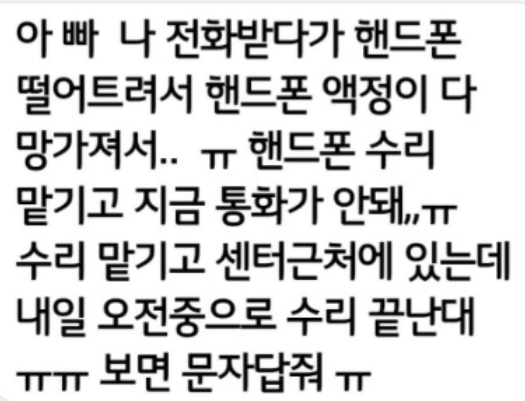 아 빠  나 전화받다가 핸드폰
떨어트려서 핸드폰 액정이 다
망가져서..  ㅠ 핸드폰 수리
맡기고 지금 통화가 안돼,,ㅠ
수리 맡기고 센터근처에 있는데
내일 오전중으로 수리 끝난대
ㅠㅠ 보면 문자답줘 ㅠ